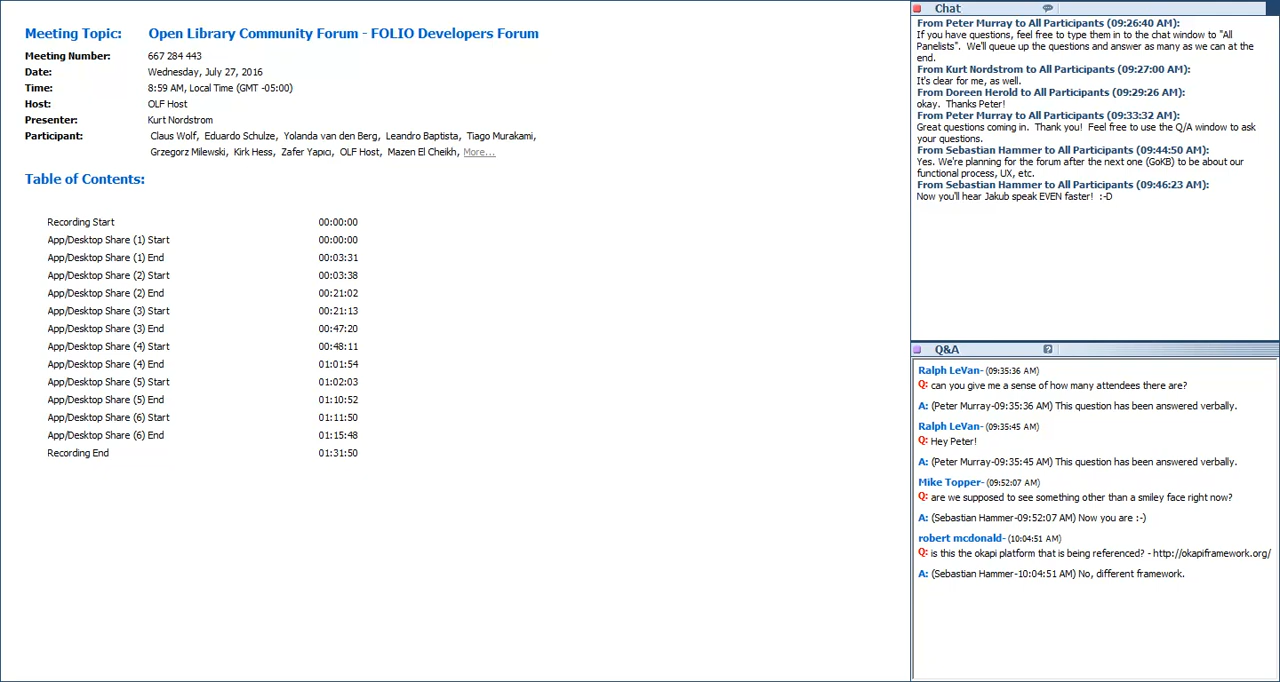 Meeting Topic: Open Library Community Forum - FOLIO Developers Forum
Meeting Number: 667 284 443
Date: Wednesday, July 27, 2016
Time: 8:59 AM, Local Time (GMT -05:00)
Host: OLF Host
Presenter: Kurt Nordstrom
Participant: Claus Wolf, Eduardo Schulze, Yolanda van den Berg, Leandro Baptista, Tiago Murakami,
Grzegorz Milewski, Kirk Hess, Zafer Yapıcı, OLF Host, Mazen El Cheikh, More...
Table of Contents:
Recording Start 00:00:00
App/Desktop Share (1) Start 00:00:00
App/Desktop Share (1) End 00:03:31
App/Desktop Share (2) Start 00:03:38
App/Desktop Share (2) End 00:21:02
App/Desktop Share (3) Start 00:21:13
App/Desktop Share (3) End 00:47:20
App/Desktop Share (4) Start 00:48:11
App/Desktop Share (4) End 01:01:54
App/Desktop Share (5) Start 01:02:03
App/Desktop Share (5) End 01:10:52
App/Desktop Share (6) Start 01:11:50
App/Desktop Share (6) End 01:15:48
Recording End 01:31:50
Chat
From Peter Murray to All Participants (09:26:40 AM):
If you have questions, feel free to type them in to the chat window to "All
Panelists". We'll queue up the questions and answer as many as we can at the
end.
From Kurt Nordstrom to All Participants (09:27:00 AM):
It's clear for me, as well.
From Doreen Herold to All Participants (09:29:26 AM):
okay. Thanks Peter!
From Peter Murray to All Participants (09:33:32 AM):
Great questions coming in. Thank you! Feel free to use the Q/A window to ask
your questions.
From Sebastian Hammer to All Participants (09:44:50 AM):
Yes. We're planning for the forum after the next one (GoKB) to be about our
functional process, UX, etc.
From Sebastian Hammer to All Participants (09:46:23 AM):
Now you'll hear Jakub speak EVEN faster! :-D
Q&A
Ralph LeVan- (09:35:36 AM)
Q: can you give me a sense of how many attendees there are?
A: (Peter Murray-09:35:36 AM) This question has been answered verbally.
Ralph LeVan- (09:35:45 AM)
Q: Hey Peter!
A: (Peter Murray-09:35:45 AM) This question has been answered verbally.
Mike Topper- (09:52:07 AM)
Q: are we supposed to see something other than a smiley face right now?
A: (Sebastian Hammer-09:52:07 AM) Now you are :-)
robert mcdonald- (10:04:51 AM)
Q: is this the okapi platform that is being referenced? - http://okapiframework.org/
A: (Sebastian Hammer-10:04:51 AM) No, different framework.